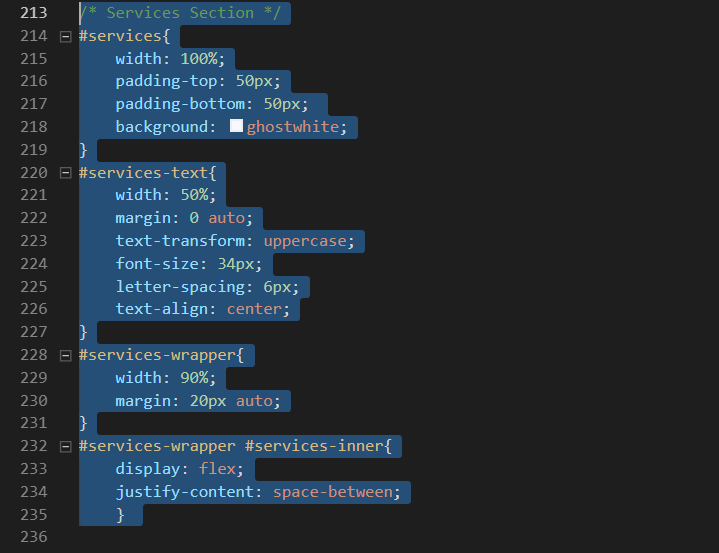 213 /* Services Section */
214 #services{
215     width: 100%;
216     padding-top: 50px;
217     padding-bottom: 50px;
218     background: ghostwhite;
219 }
220 #services-text{
221     width: 50%;
222     margin: 0 auto;
223     text-transform: uppercase;
224     font-size: 34px;
225     letter-spacing: 6px;
226     text-align: center;
227 }
228 #services-wrapper{
229     width: 90%;
230     margin: 20px auto;
231 }
232 #services-wrapper #services-inner{
233     display: flex;
234     justify-content: space-between;
235     }
236